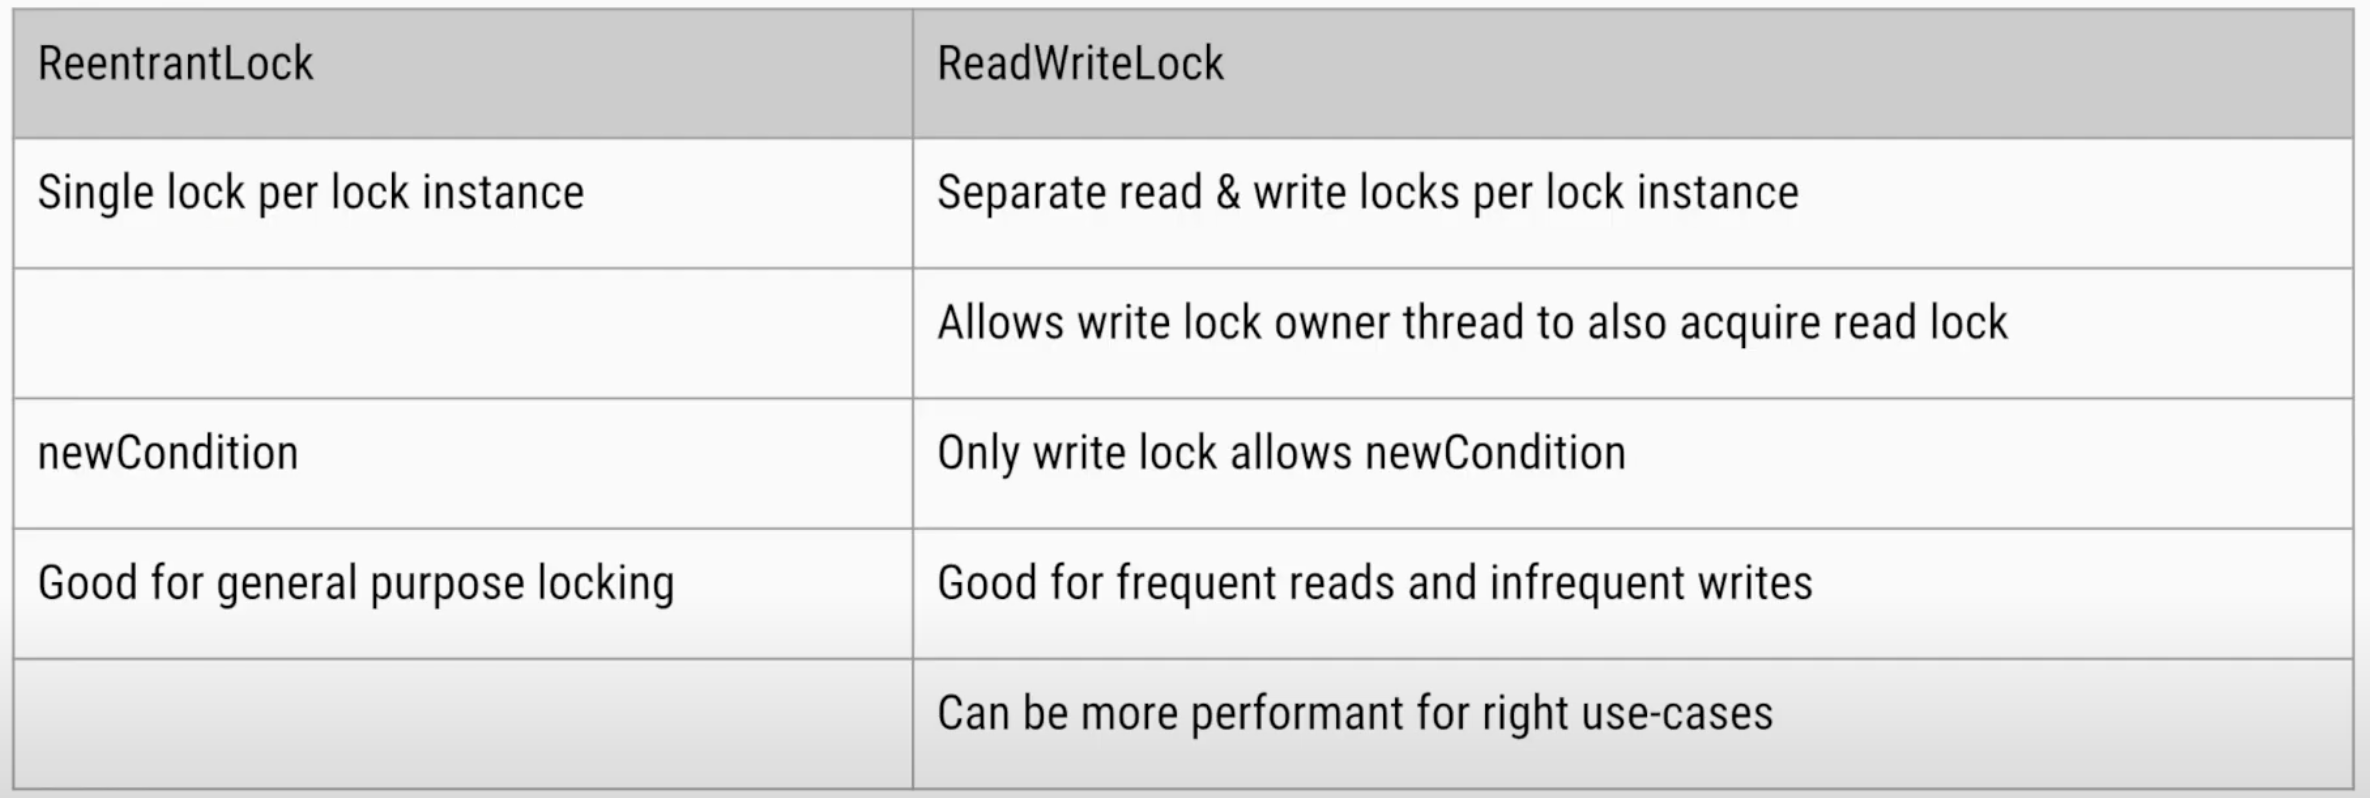 ReentrantLock
ReadWriteLock
Single lock per lock instance
Separate read & write locks per lock instance
Allows write lock owner thread to also acquire read lock
newCondition
Only write lock allows newCondition
Good for general purpose locking
Good for frequent reads and infrequent writes
Can be more performant for right use-cases